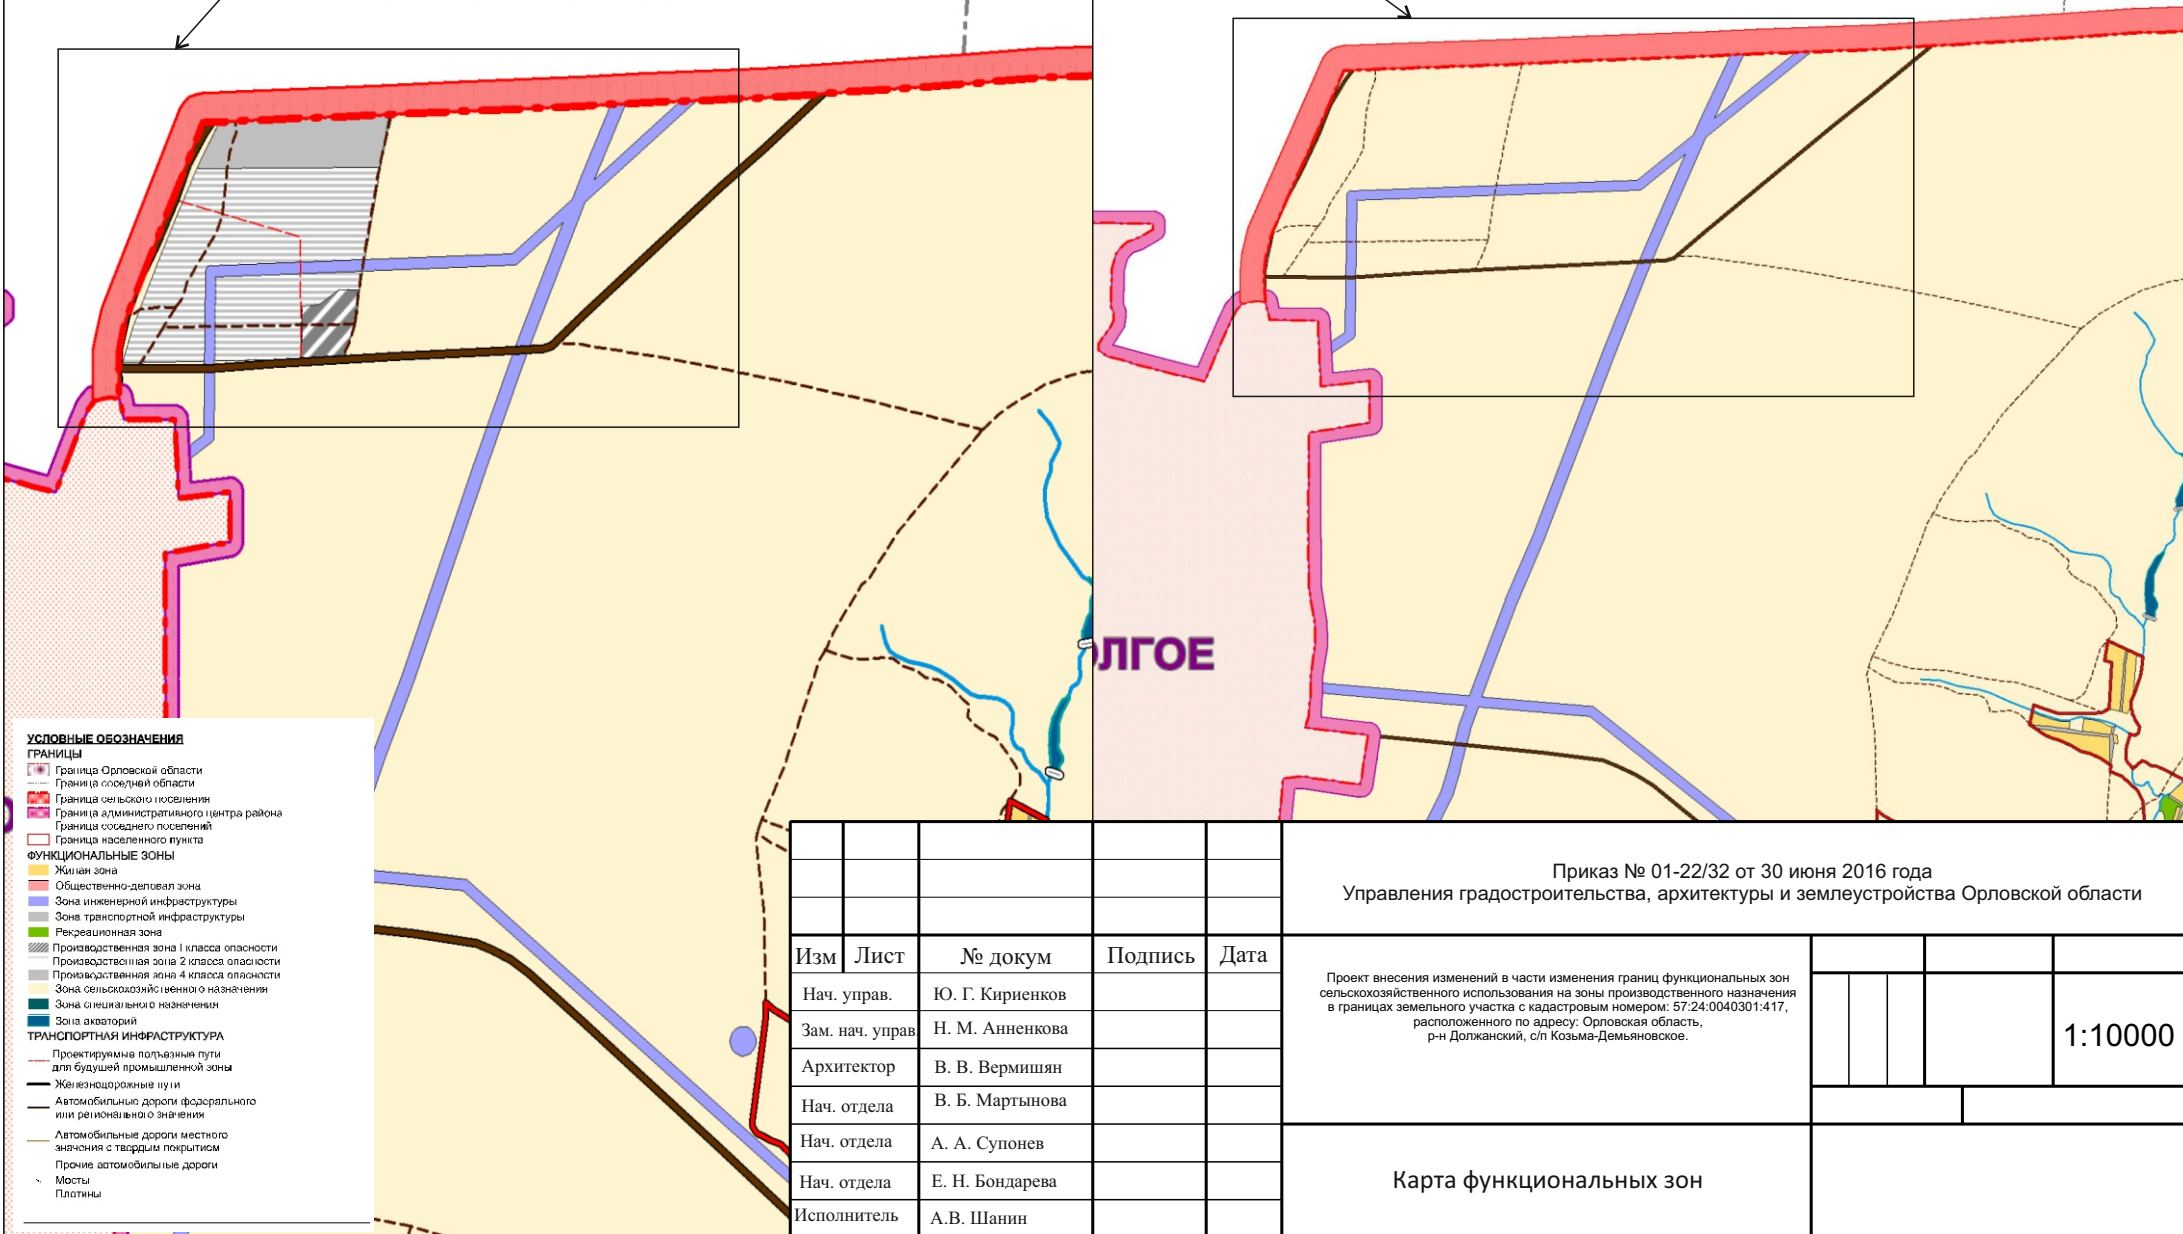 ЛГОЕ
УСЛОВНЫЕ ОБОЗНАЧЕНИЯ
ГРАНИЦЫ
Граница Орловской области
Граница соседней области
Граница сельского поселения
Граница административного центра района
Граница соседнего поселений
Граница населенного пункта
ФУНКЦИОНАЛЬНЫЕ ЗОНЫ
Жилая зона
Общественно-деловая зона
Зона инженерной инфраструктуры
Зона транспортной инфраструктуры
Рекреационная зона
Производственная зона I класса опасности
Производственная зона 2 класса опасности
Производственная зона 4 класса опасности
Зона сельскохозяйственного назначения
Зона специального назначения
Зона акваторий
ТРАНСПОРТНАЯ ИНФРАСТРУКТУРА
Проектируемые подъездные пути
для будущей промышленной зоны
Железнодорожные пути
Автомобильные дороги федерального
или регионального значения
Автомобильные дороги местного
значения с твердым покрытием
Прочие автомобильные дороги
Мосты
Плотины
Изм Лист № докум Подпись Дата
Нач. управ. Ю. Г. Кириенков
Зам. нач. управ Н. М. Анненкова
Архитектор В. В. Вермишян
Нач. отдела В. Б. Мартынова
Нач. отдела А. А. Супонев
Нач. отдела Е. Н. Бондарева
Исполнитель А.В. Шанин
Приказ № 01-22/32 от 30 июня 2016 года
Управления градостроительства, архитектуры и землеустройства Орловской области
Проект внесения изменений в части изменения границ функциональных зон
сельскохозяйственного использования на зоны производственного назначения
в границах земельного участка с кадастровым номером: 57:24:0040301:417,
расположенного по адресу: Орловская область,
р-н Должанский, с/п Козьма-Демьяновское.
1:10000
Карта функциональных зон